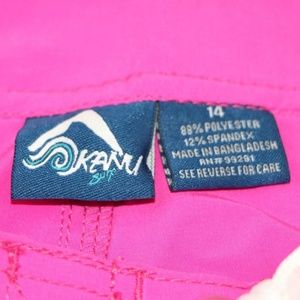 KANU
surf
14
88% POLYESTER
12% SPANDEX
MADE IN BANGLADESH
RN# 99291
SEE REVERSE FOR CARE